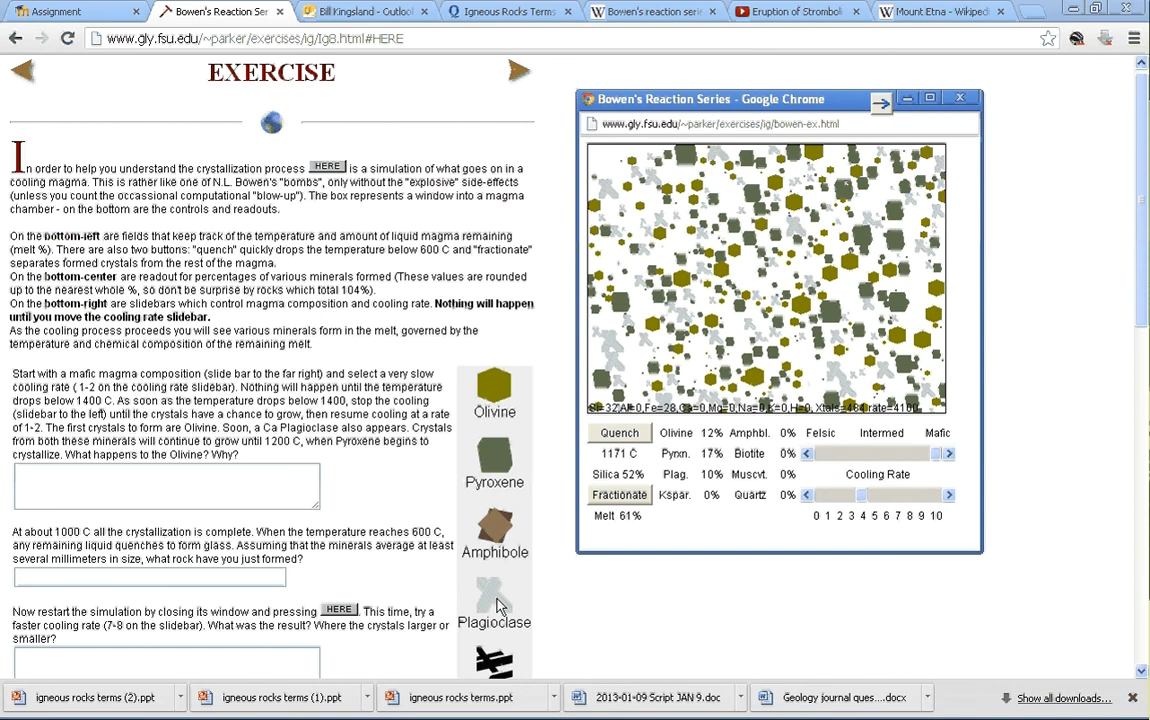 Assignment
Bowen's Reaction Ser
Bill Kingsland - Outlook
Igneous Rocks Terms
Bowen's reaction serie
Eruption of Stromboli
Mount Etna - Wikiped
www.gly.fsu.edu/~parker/exercises/ig/Ig8.html#HERE
EXERCISE
In order to help you understand the crystallization process HERE is a simulation of what goes on in a
cooling magma. This is rather like one of N.L. Bowen's "bombs", only without the "explosive" side-effects
(unless you count the occassional computational "blow-up"). The box represents a window into a magma
chamber - on the bottom are the controls and readouts.
On the bottom-left are fields that keep track of the temperature and amount of liquid magma remaining
(melt %). There are also two buttons: "quench" quickly drops the temperature below 600 C and "fractionate"
separates formed crystals from the rest of the magma.
On the bottom-center are readout for percentages of various minerals formed (These values are rounded
up to the nearest whole %, so don't be surprise by rocks which total 104%).
On the bottom-right are slidebars which control magma composition and cooling rate. Nothing will happen
until you move the cooling rate slidebar.
As the cooling process proceeds you will see various minerals form in the melt, governed by the
temperature and chemical composition of the remaining melt.
Start with a mafic magma composition (slide bar to the far right) and select a very slow
cooling rate ( 1-2 on the cooling rate slidebar). Nothing will happen until the temperature
drops below 1400 C. As soon as the temperature drops below 1400, stop the cooling
(slidebar to the left) until the crystals have a chance to grow, then resume cooling at a rate
of 1-2. The first crystals to form are Olivine. Soon, a Ca Plagioclase also appears. Crystals
from both these minerals will continue to grow until 1200 C, when Pyroxene begins to
crystallize. What happens to the Olivine? Why?
At about 1000 C all the crystallization is complete. When the temperature reaches 600 C,
any remaining liquid quenches to form glass. Assuming that the minerals average at least
several millimeters in size, what rock have you just formed?
Now restart the simulation by closing its window and pressing HERE. This time, try a
faster cooling rate (7-8 on the slidebar). What was the result? Where the crystals larger or
smaller?
Olivine
Pyroxene
Amphibole
Plagioclase
Bowen's Reaction Series - Google Chrome
www.gly.fsu.edu/~parker/exercises/ig/bowen-ex.html
Si=32,Al=0,Fe=28,Ca=0,Mg=0,Na=0,K=0,H=0, Xtals=484 rate=4100
Quench Olivine 12% Amphbl. 0% Felsic Intermed Mafic
1171 C Pyrxn. 17% Biotite 0%
Silica 52% Plag. 10% Muscvt. 0% Cooling Rate
Fractionate Kspar. 0% Quartz 0%
Melt 61% 0 1 2 3 4 5 6 7 8 9 10
igneous rocks terms (2).ppt
igneous rocks terms (1).ppt
igneous rocks terms.ppt
2013-01-09 Script JAN 9.doc
Geology journal ques....docx
Show all downloads...